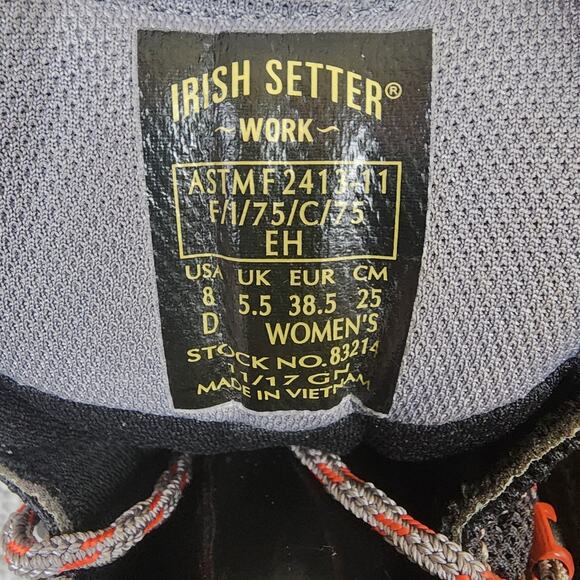 IRISH SETTER®
~WORK~
ASTM F 2413-11
F/I/75/C/75
EH
USA UK EUR CM
8 5.5 38.5 25
D WOMEN'S
STOCK NO. 83214
11/17 GN
MADE IN VIETNAM